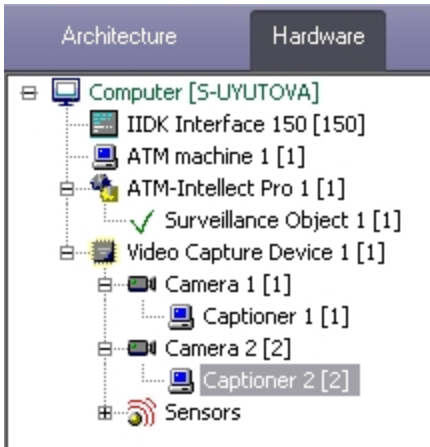 Architecture
Hardware
Computer [S-UYUTOVA]
IIDK Interface 150 [150]
ATM machine 1 [1]
ATM-Intellect Pro 1 [1]
Surveillance Object 1 [1]
Video Capture Device 1 [1]
Camera 1 [1]
Captioner 1 [1]
Camera 2 [2]
Captioner 2 [2]
Sensors